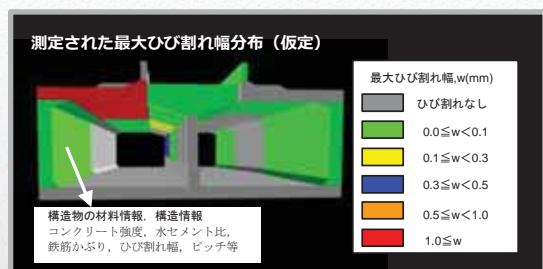 測定された最大ひび割れ幅分布（仮定）
最大ひび割れ幅,w(mm)
ひび割れなし
0.0≦w<0.1
0.1≦w<0.3
0.3≦w<0.5
0.5≦w<1.0
1.0≦w
構造物の材料情報，構造情報
コンクリート強度，水セメント比，
鉄筋かぶり，ひび割れ幅，ピッチ等